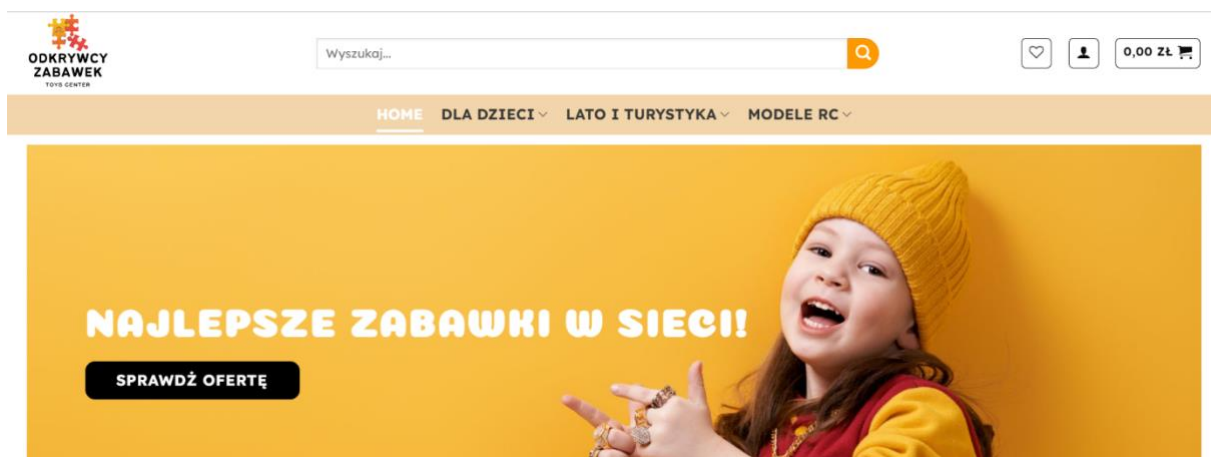 ODKRYWCY
ZABAWEK
TOYS CENTER
Wyszukaj...
0,00 ZŁ
HOME DLA DZIECI LATO I TURYSTYKA MODELE RC
NAJLEPSZE ZABAWKI W SIECI!
SPRAWDŹ OFERTĘ